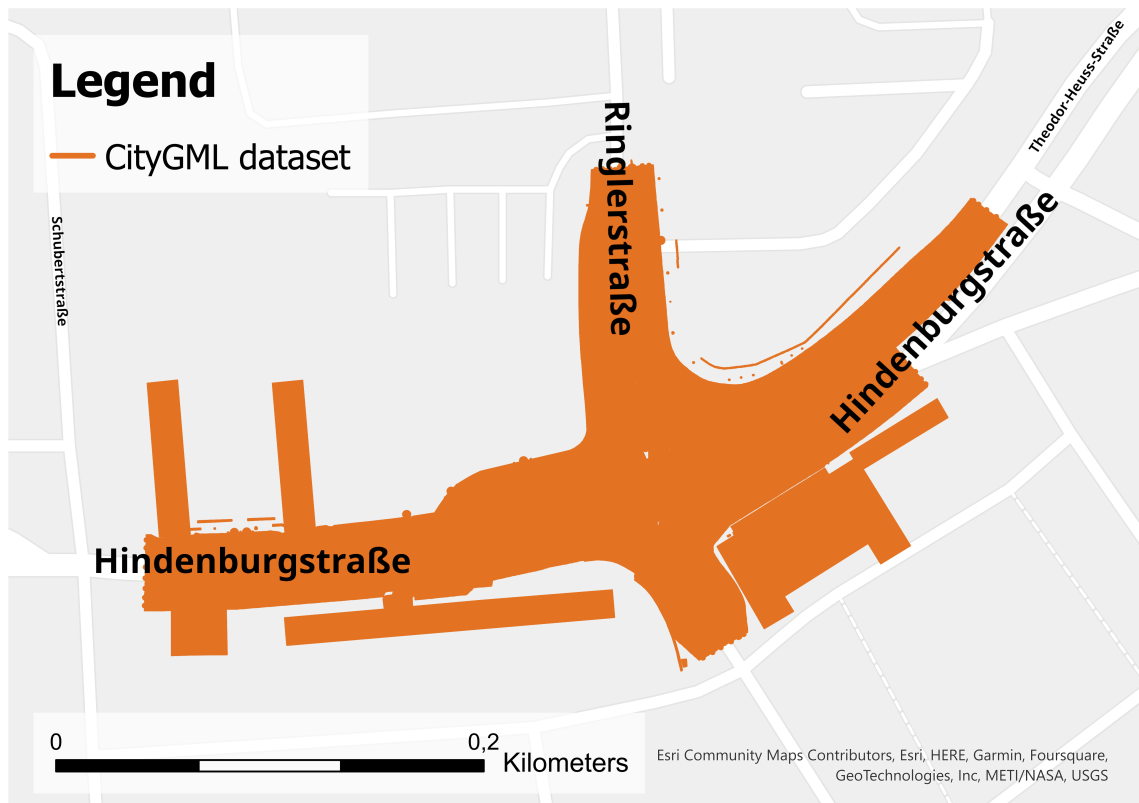 Legend
CityGML dataset
Ringlerstraße
Theodor-Heuss-Straße
Schubertstraße
Hindenburgstraße
Hindenburgstraße
0
0,2
Kilometers
Esri Community Maps Contributors, Esri, HERE, Garmin, Foursquare,
GeoTechnologies, Inc, METI/NASA, USGS